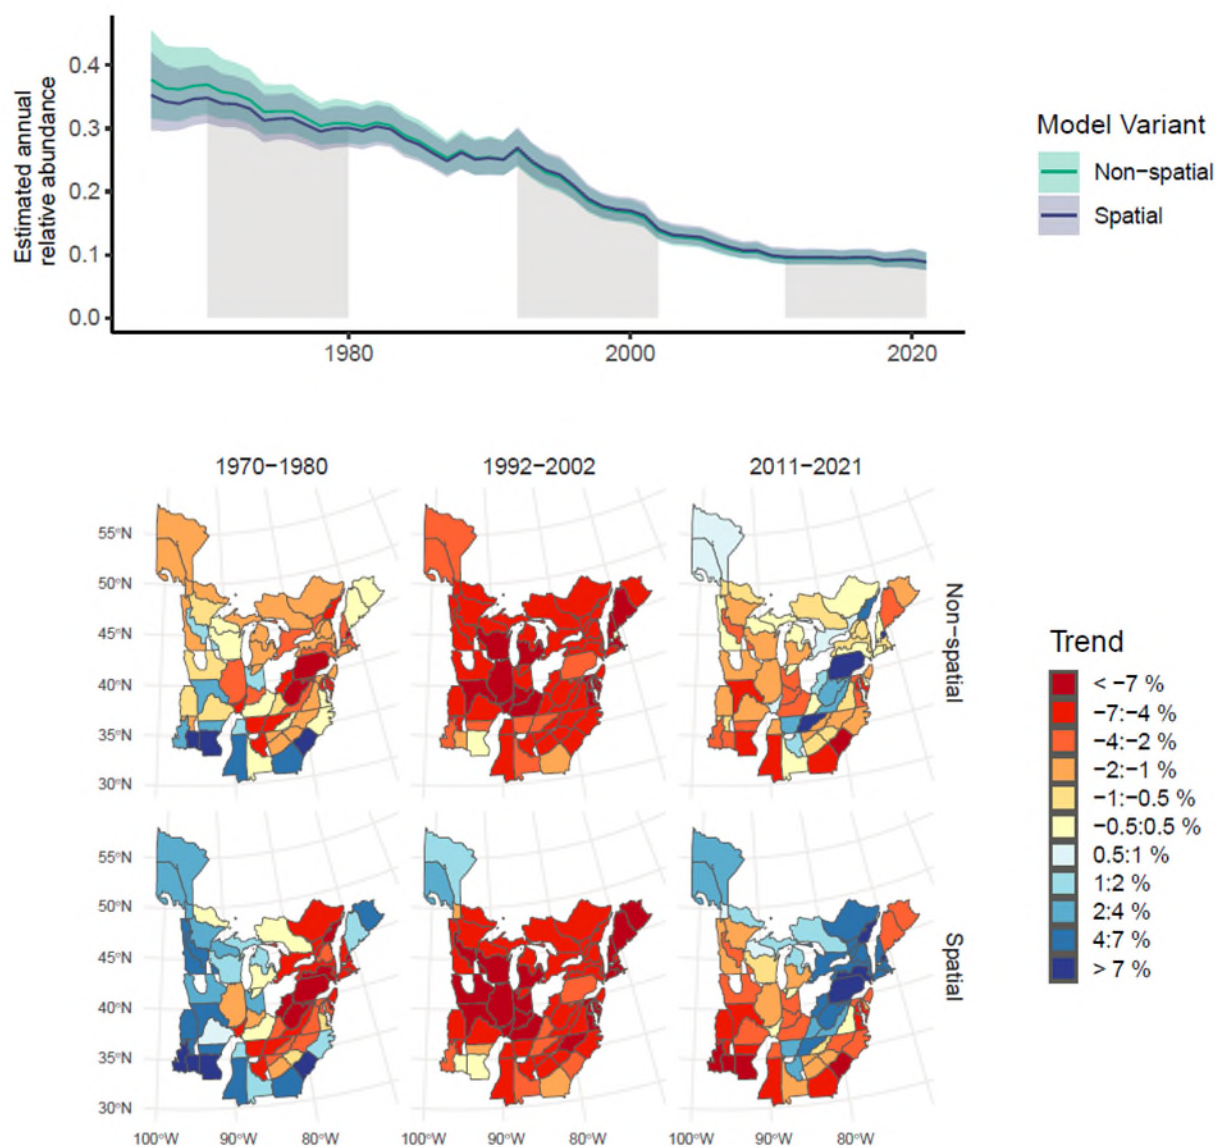 Estimated annual
relative abundance
0.4
0.3
0.2
0.1
0.0
1980
2000
2020
Model Variant
Non−spatial
Spatial
1970−1980
1992−2002
2011−2021
55°N
50°N
45°N
40°N
35°N
30°N
Non−spatial
55°N
50°N
45°N
40°N
35°N
30°N
Spatial
100°W
90°W
80°W
100°W
90°W
80°W
100°W
90°W
80°W
Trend
< −7 %
−7:−4 %
−4:−2 %
−2:−1 %
−1:−0.5 %
−0.5:0.5 %
0.5:1 %
1:2 %
2:4 %
4:7 %
> 7 %